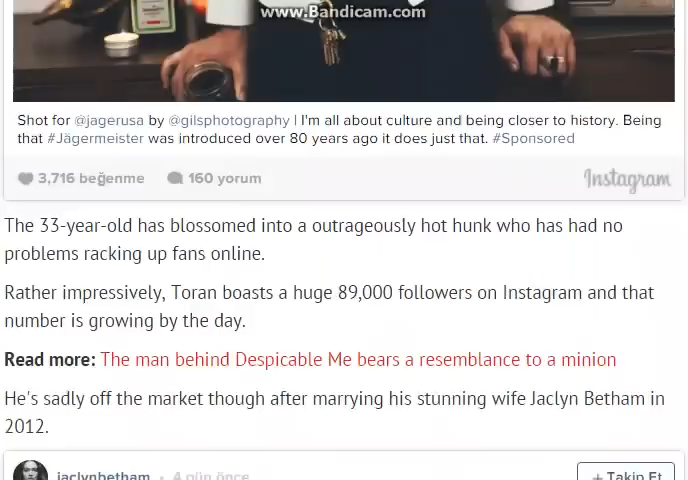 www.Bandicam.com
Shot for @jagerusa by @gilsphotography | I'm all about culture and being closer to history. Being
that #Jägermeister was introduced over 80 years ago it does just that. #Sponsored
3,716 beğenme 160 yorum Instagram
The 33-year-old has blossomed into a outrageously hot hunk who has had no
problems racking up fans online.
Rather impressively, Toran boasts a huge 89,000 followers on Instagram and that
number is growing by the day.
Read more: The man behind Despicable Me bears a resemblance to a minion
He's sadly off the market though after marrying his stunning wife Jaclyn Betham in
2012.
jaclynbetham • 4 gün önce + Takip Et